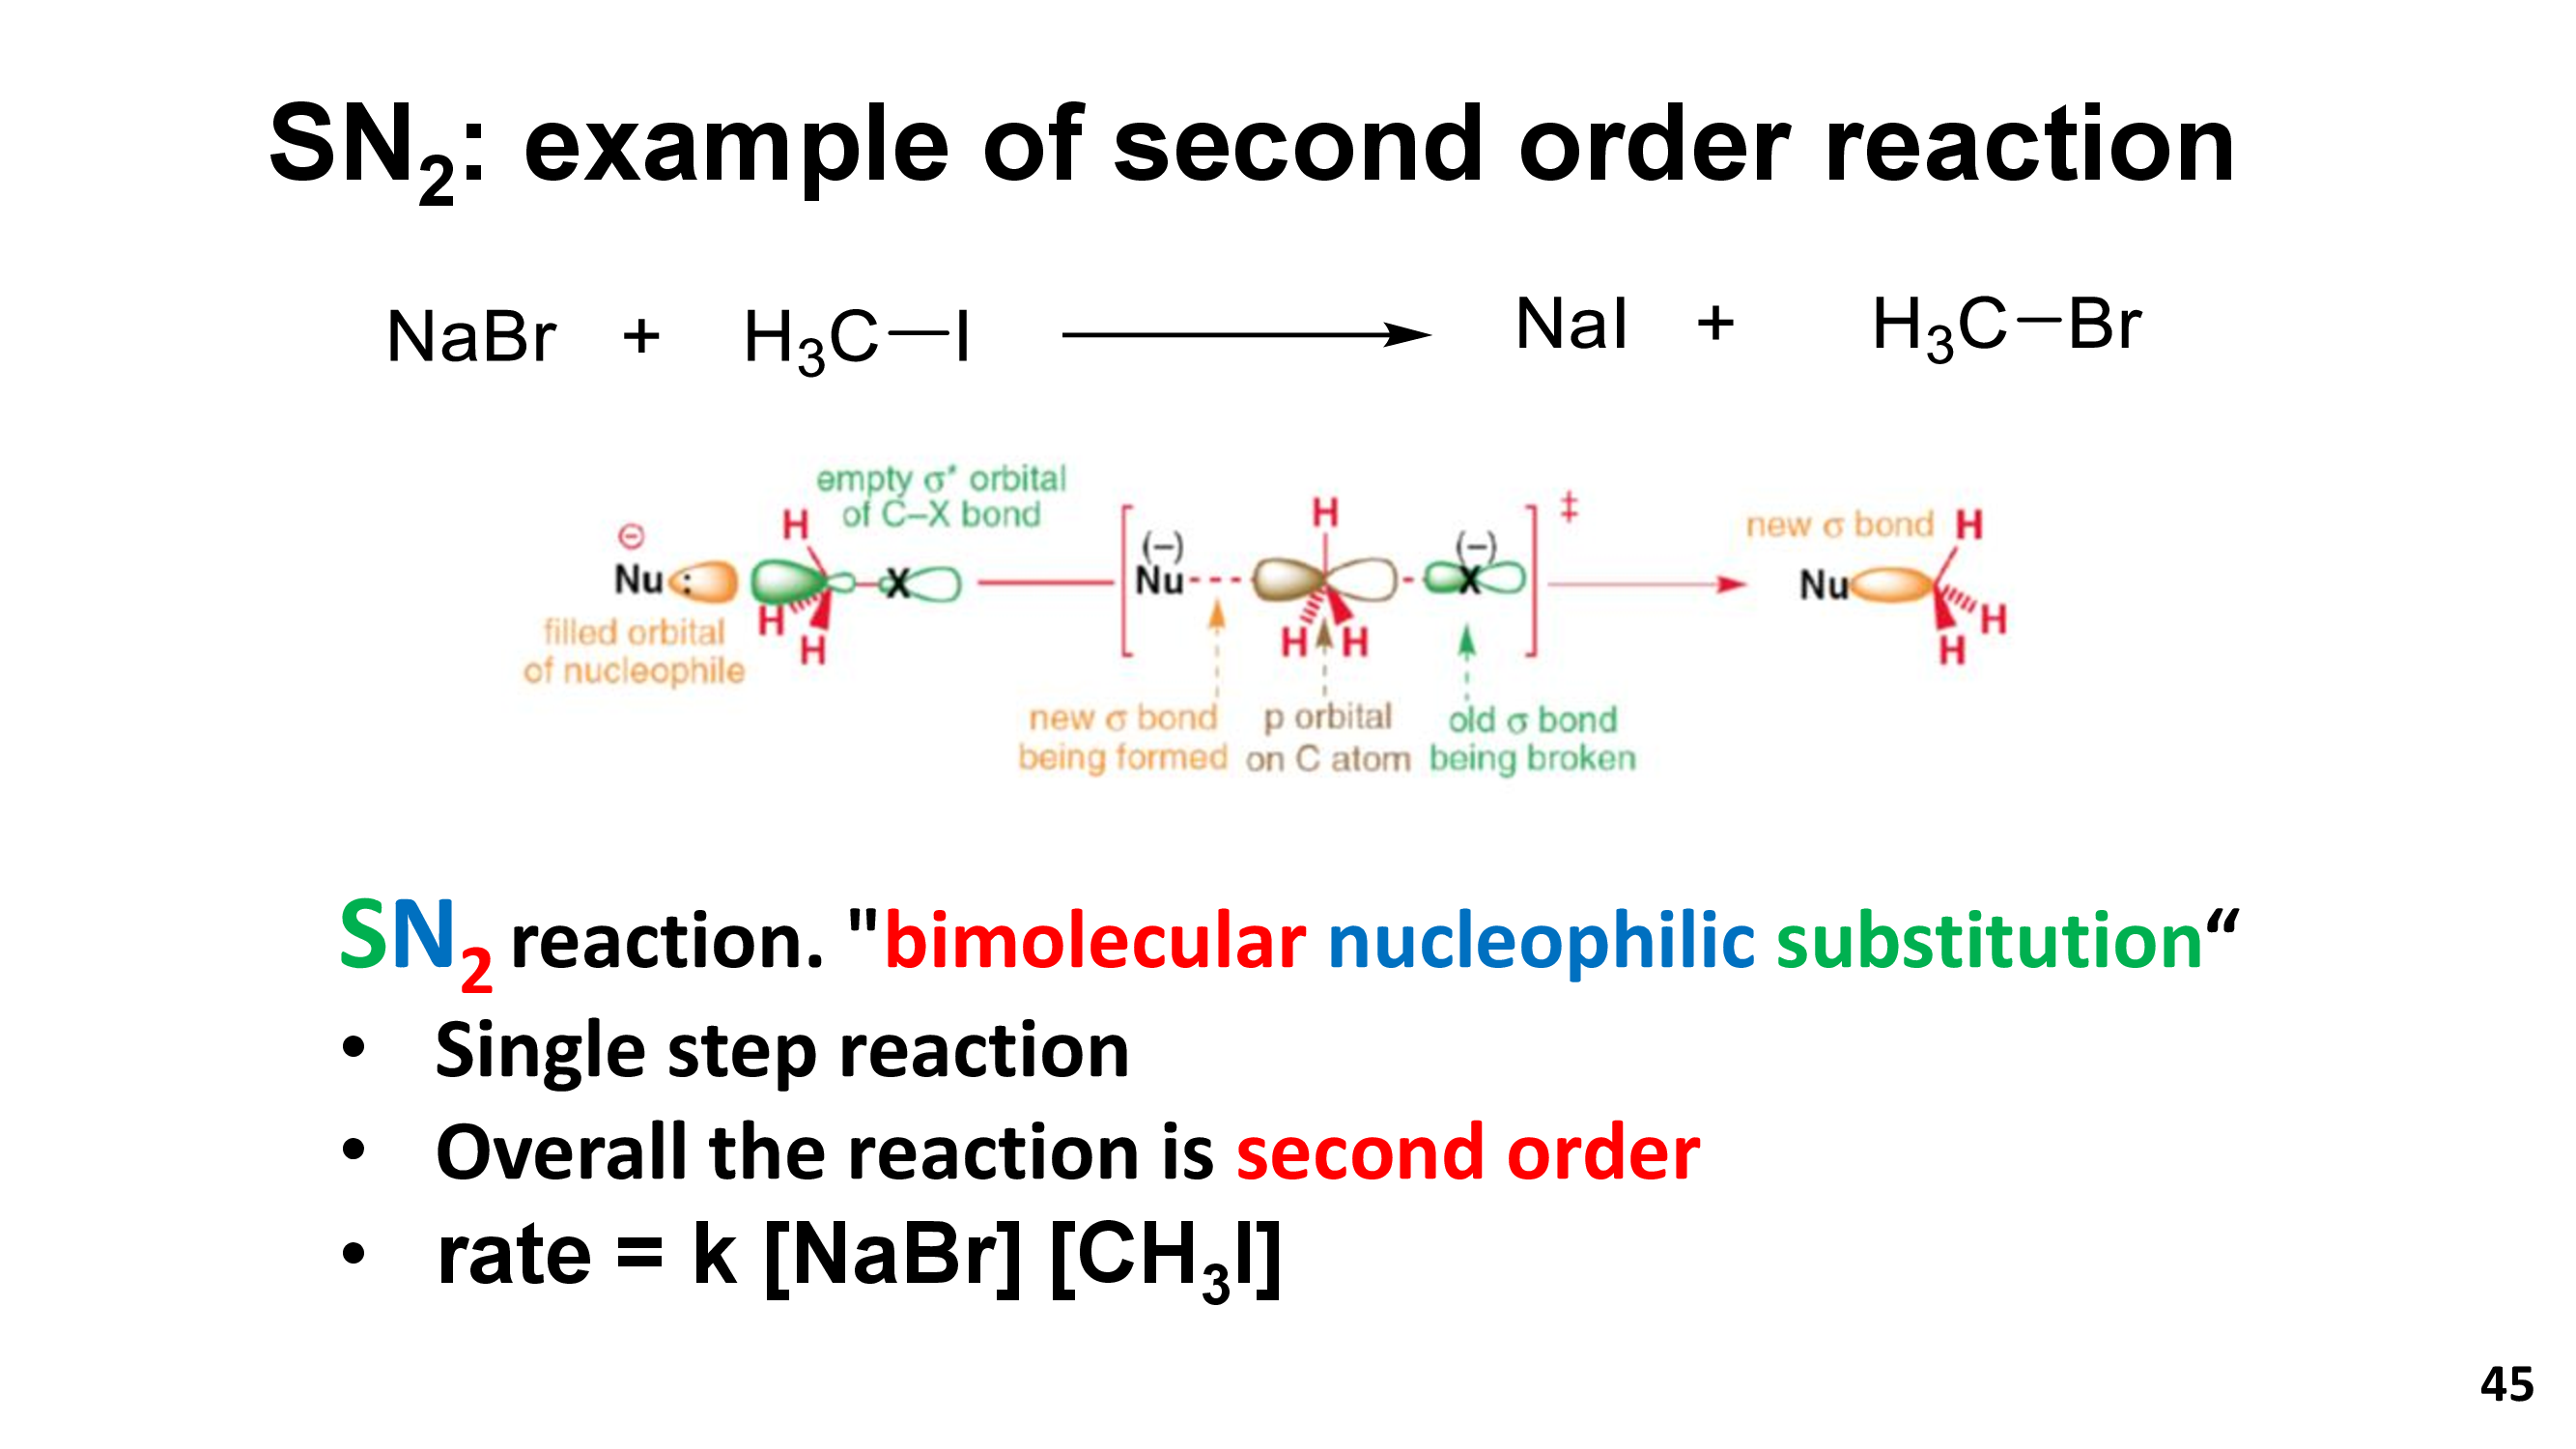 SN₂: example of second order reaction
NaBr + H₃C—I ⟶ NaI + H₃C—Br
empty σ* orbital
of C–X bond
H
⊖
Nu :
X
H
H
filled orbital
of nucleophile
[ (–) H (–) ] ‡
Nu X
H H
new σ bond
being formed
p orbital
on C atom
old σ bond
being broken
new σ bond H
Nu
H
H
SN₂ reaction. "bimolecular nucleophilic substitution“
• Single step reaction
• Overall the reaction is second order
• rate = k [NaBr] [CH₃I]
45